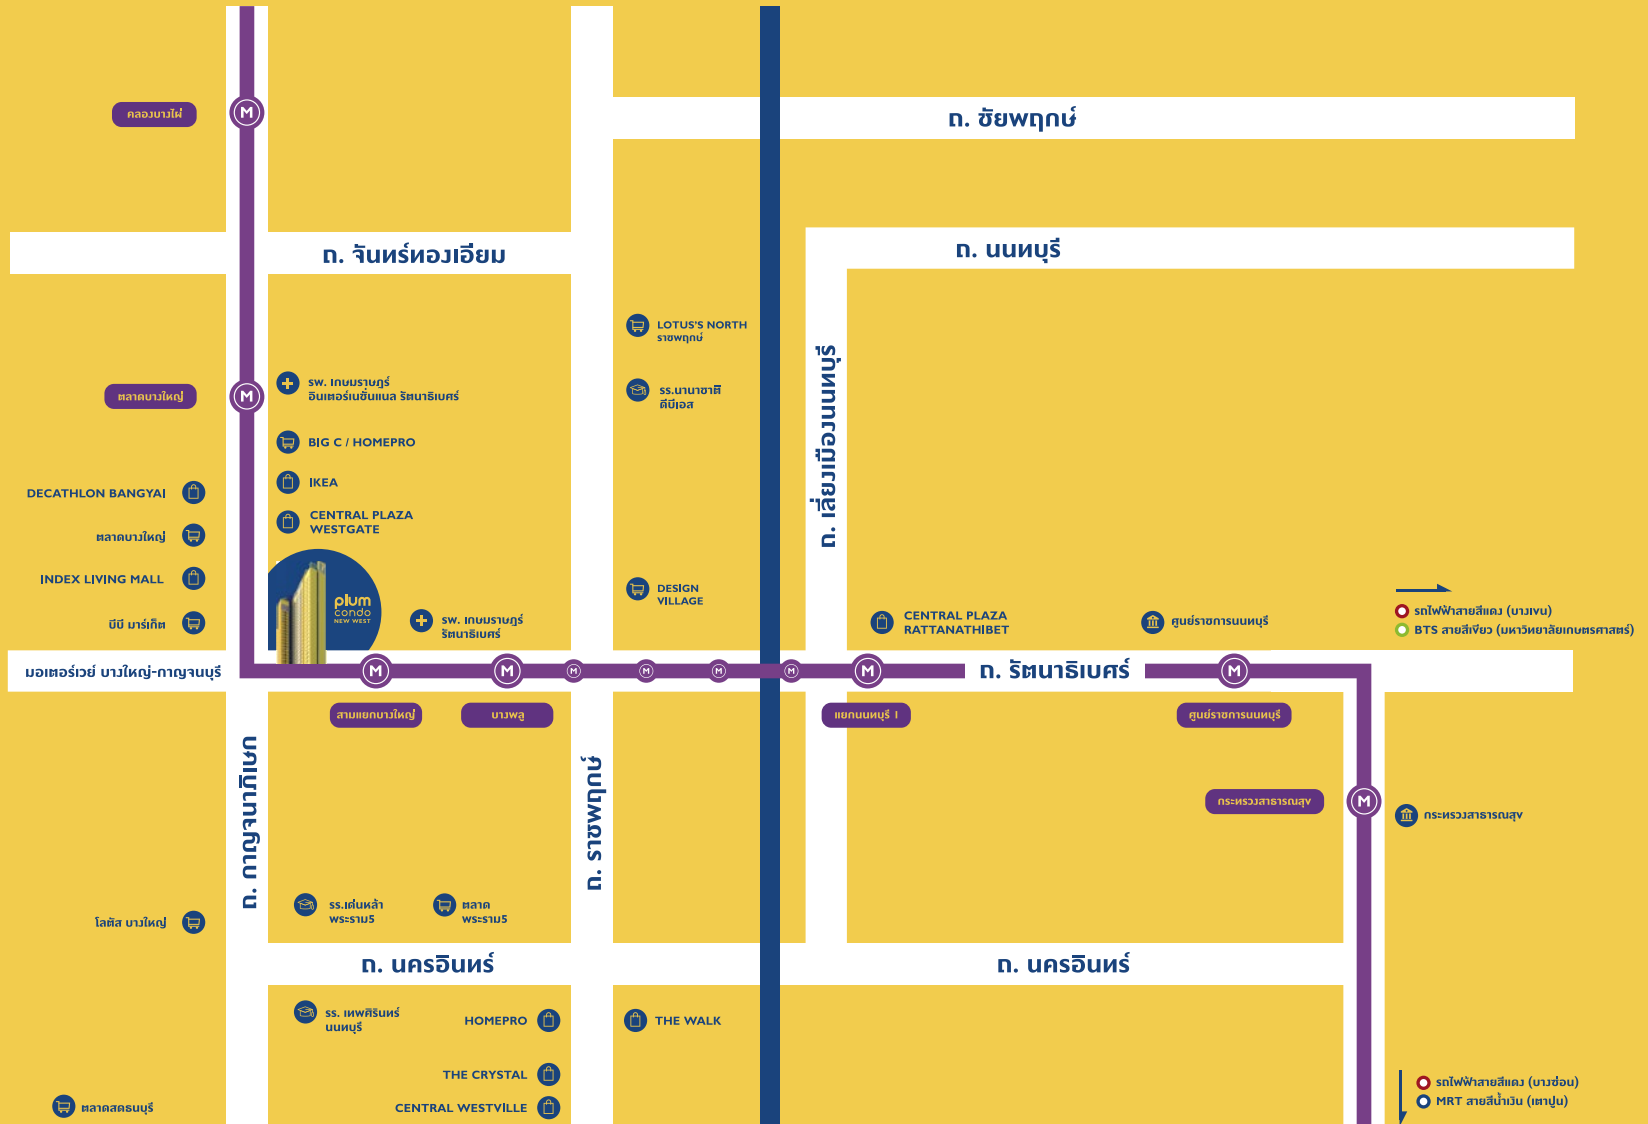 คลองบางไผ่
M
ถ. ชัยพฤกษ์
ถ. จันทร์ทองเอียม
ถ. นนทบุรี
LOTUS'S NORTH
ราชพฤกษ์
ถ. เลี่ยงเมืองนนทบุรี
ตลาดบางใหญ่
M
รพ. เกษมราษฎร์
อินเตอร์เนชั่นแนล รัตนาธิเบศร์
รร.นานาชาติ
ดีบีเอส
BIG C / HOMEPRO
IKEA
DECATHLON BANGYAI
CENTRAL PLAZA
WESTGATE
ตลาดบางใหญ่
INDEX LIVING MALL
บีบี มาร์เก็ต
plum
condo
NEW WEST
รพ. เกษมราษฎร์
รัตนาธิเบศร์
DESIGN
VILLAGE
CENTRAL PLAZA
RATTANATHIBET
ศูนย์ราชการนนทบุรี
รถไฟฟ้าสายสีแดง (บางเขน)
BTS สายสีเขียว (มหาวิทยาลัยเกษตรศาสตร์)
มอเตอร์เวย์ บางใหญ่-กาญจนบุรี
M
M
M
M
M
M
M
ถ. รัตนาธิเบศร์
M
สามแยกบางใหญ่
บางพลู
แยกนนทบุรี 1
ศูนย์ราชการนนทบุรี
ถ. กาญจนาภิเษก
ถ. ราชพฤกษ์
กระทรวงสาธารณสุข
M
กระทรวงสาธารณสุข
โลตัส บางใหญ่
รร.เด่นหล้า
พระราม5
ตลาด
พระราม5
ถ. นครอินทร์
ถ. นครอินทร์
รร. เทพศิรินทร์
นนทบุรี
HOMEPRO
THE WALK
THE CRYSTAL
CENTRAL WESTVILLE
ตลาดสดธนบุรี
รถไฟฟ้าสายสีแดง (บางซ่อน)
MRT สายสีน้ำเงิน (เตาปูน)